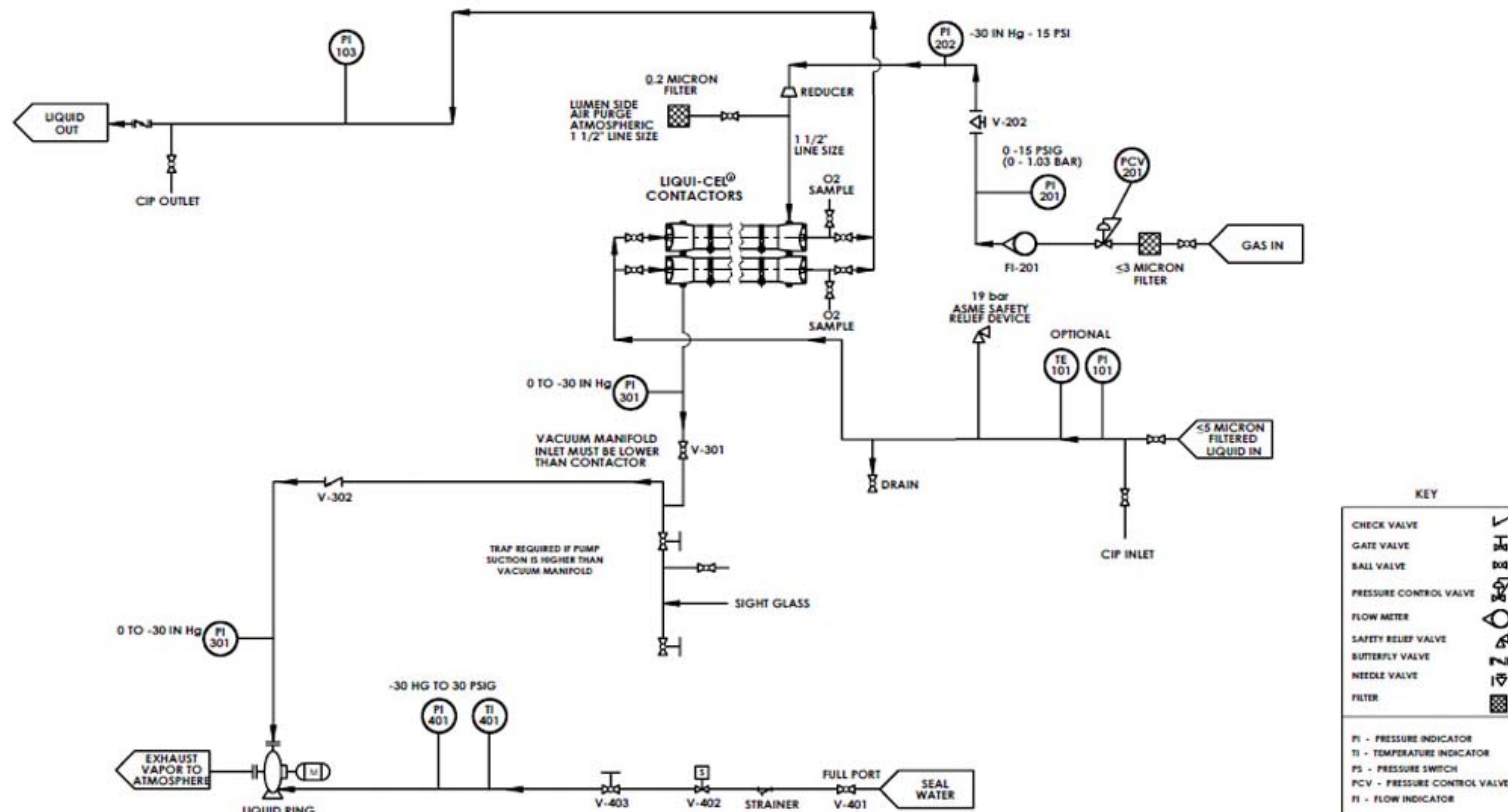 PI
103
LIQUID
OUT
CIP OUTLET
0.2 MICRON
FILTER
LUMEN SIDE
AIR PURGE
ATMOSPHERIC
1 1/2" LINE SIZE
REDUCER
1 1/2"
LINE SIZE
PI
202
-30 IN Hg - 15 PSI
V-202
0 -15 PSIG
(0 - 1.03 BAR)
PI
201
PCV
201
GAS IN
FI-201
≤3 MICRON
FILTER
LIQUI-CEL®
CONTACTORS
O2
SAMPLE
O2
SAMPLE
19 bar
ASME SAFETY
RELIEF DEVICE
OPTIONAL
TE
101
PI
101
≤5 MICRON
FILTERED
LIQUID IN
DRAIN
CIP INLET
0 TO -30 IN Hg
PI
301
VACUUM MANIFOLD
INLET MUST BE LOWER
THAN CONTACTOR
V-301
V-302
TRAP REQUIRED IF PUMP
SUCTION IS HIGHER THAN
VACUUM MANIFOLD
SIGHT GLASS
0 TO -30 IN Hg
PI
301
-30 HG TO 30 PSIG
PI
401
TI
401
EXHAUST
VAPOR TO
ATMOSPHERE
M
LIQUID RING
V-403
S
V-402
STRAINER
FULL PORT
V-401
SEAL
WATER
KEY
CHECK VALVE
GATE VALVE
BALL VALVE
PRESSURE CONTROL VALVE
FLOW METER
SAFETY RELIEF VALVE
BUTTERFLY VALVE
NEEDLE VALVE
FILTER
PI - PRESSURE INDICATOR
TI - TEMPERATURE INDICATOR
PS - PRESSURE SWITCH
PCV - PRESSURE CONTROL VALVE
FI - FLOW INDICATOR